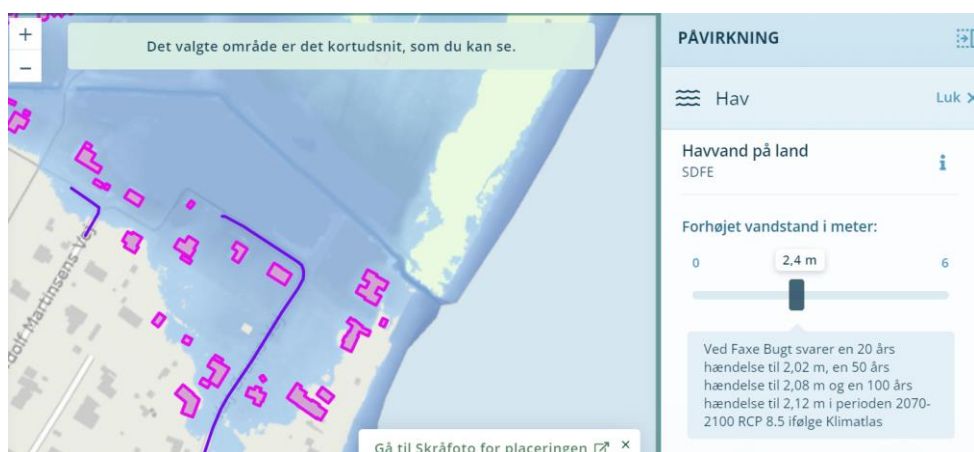 +
−
Det valgte område er det kortudsnit, som du kan se.
dolf Martinsens Vej
Gå til Skråfoto for placeringen ×
PÅVIRKNING
Hav
Luk ×
Havvand på land
SDFE
i
Forhøjet vandstand i meter:
0
2,4 m
6
Ved Faxe Bugt svarer en 20 års
hændelse til 2,02 m, en 50 års
hændelse til 2,08 m og en 100 års
hændelse til 2,12 m i perioden 2070-
2100 RCP 8.5 ifølge Klimatlas